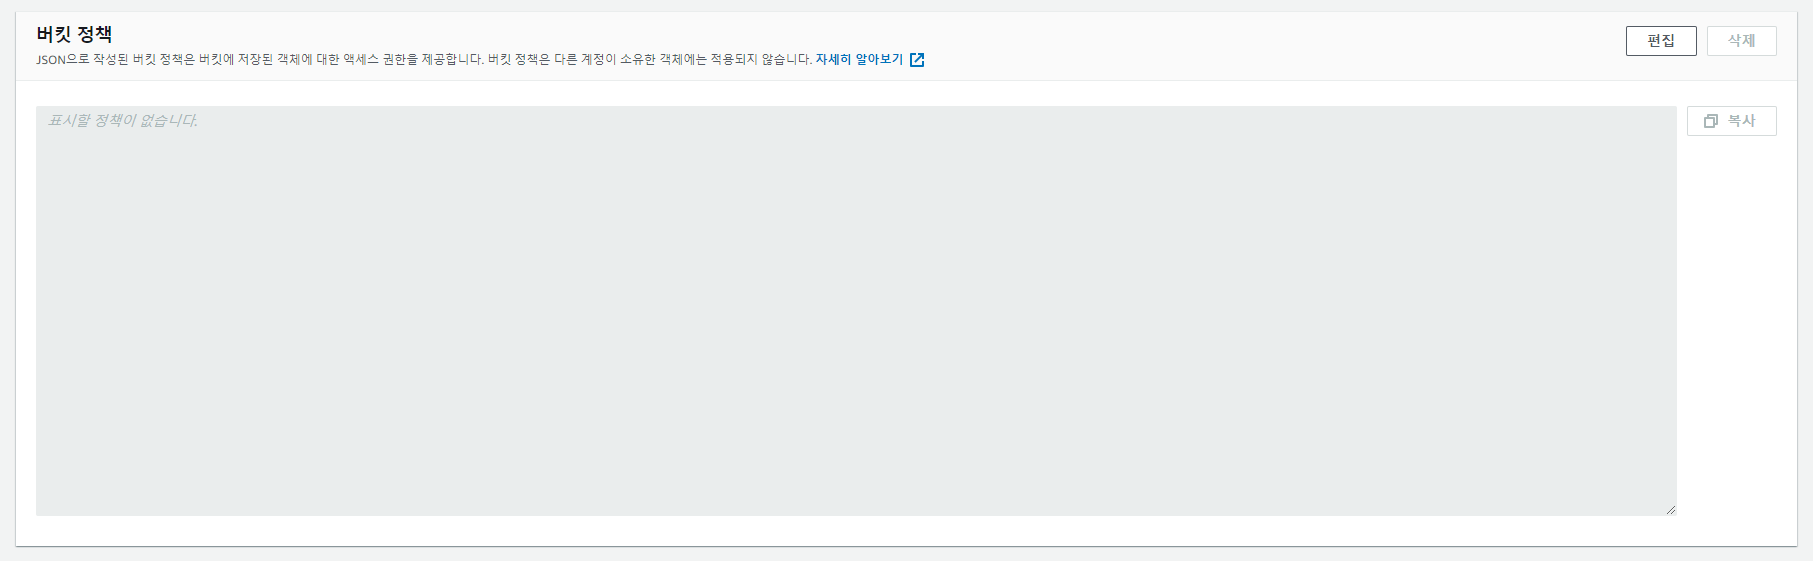 버킷 정책
편집
삭제
JSON으로 작성된 버킷 정책은 버킷에 저장된 객체에 대한 액세스 권한을 제공합니다. 버킷 정책은 다른 계정이 소유한 객체에는 적용되지 않습니다. 자세히 알아보기
표시할 정책이 없습니다.
복사